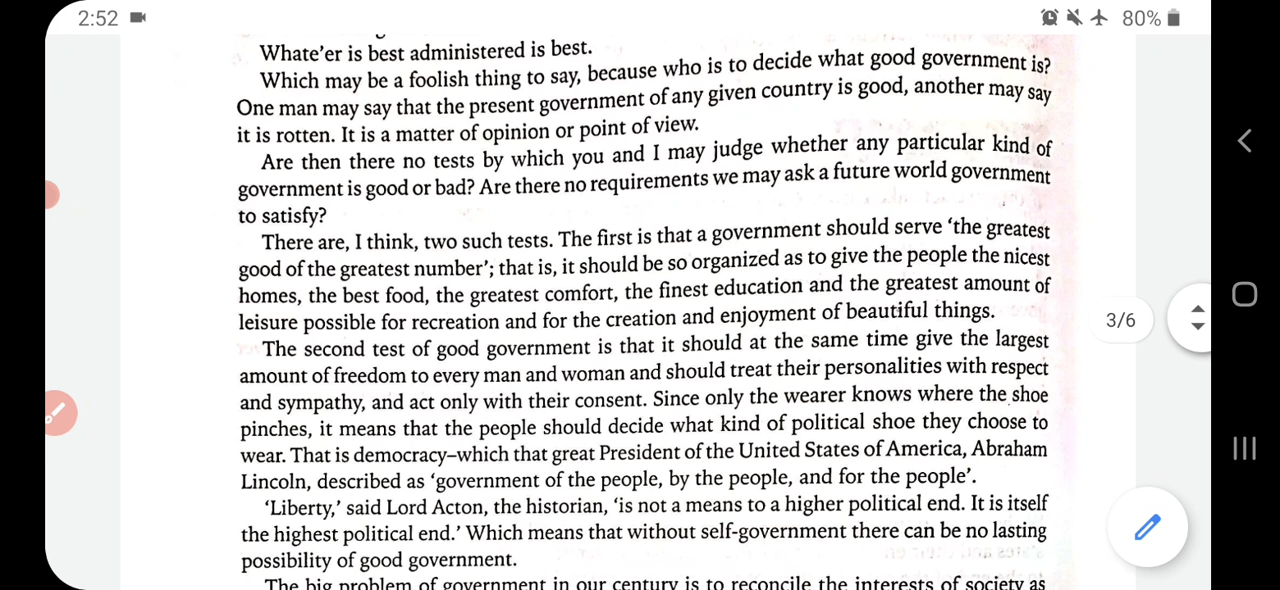 2:52
80%
Whate'er is best administered is best.
Which may be a foolish thing to say, because who is to decide what good government is?
One man may say that the present government of any given country is good, another may say
it is rotten. It is a matter of opinion or point of view.
Are then there no tests by which you and I may judge whether any particular kind of
government is good or bad? Are there no requirements we may ask a future world government
to satisfy?
There are, I think, two such tests. The first is that a government should serve 'the greatest
good of the greatest number'; that is, it should be so organized as to give the people the nicest
homes, the best food, the greatest comfort, the finest education and the greatest amount of
leisure possible for recreation and for the creation and enjoyment of beautiful things.
3/6
The second test of good government is that it should at the same time give the largest
amount of freedom to every man and woman and should treat their personalities with respect
and sympathy, and act only with their consent. Since only the wearer knows where the shoe
pinches, it means that the people should decide what kind of political shoe they choose to
wear. That is democracy–which that great President of the United States of America, Abraham
Lincoln, described as 'government of the people, by the people, and for the people'.
'Liberty,' said Lord Acton, the historian, 'is not a means to a higher political end. It is itself
the highest political end.' Which means that without self-government there can be no lasting
possibility of good government.
The big problem of government in our century is to reconcile the interests of society as